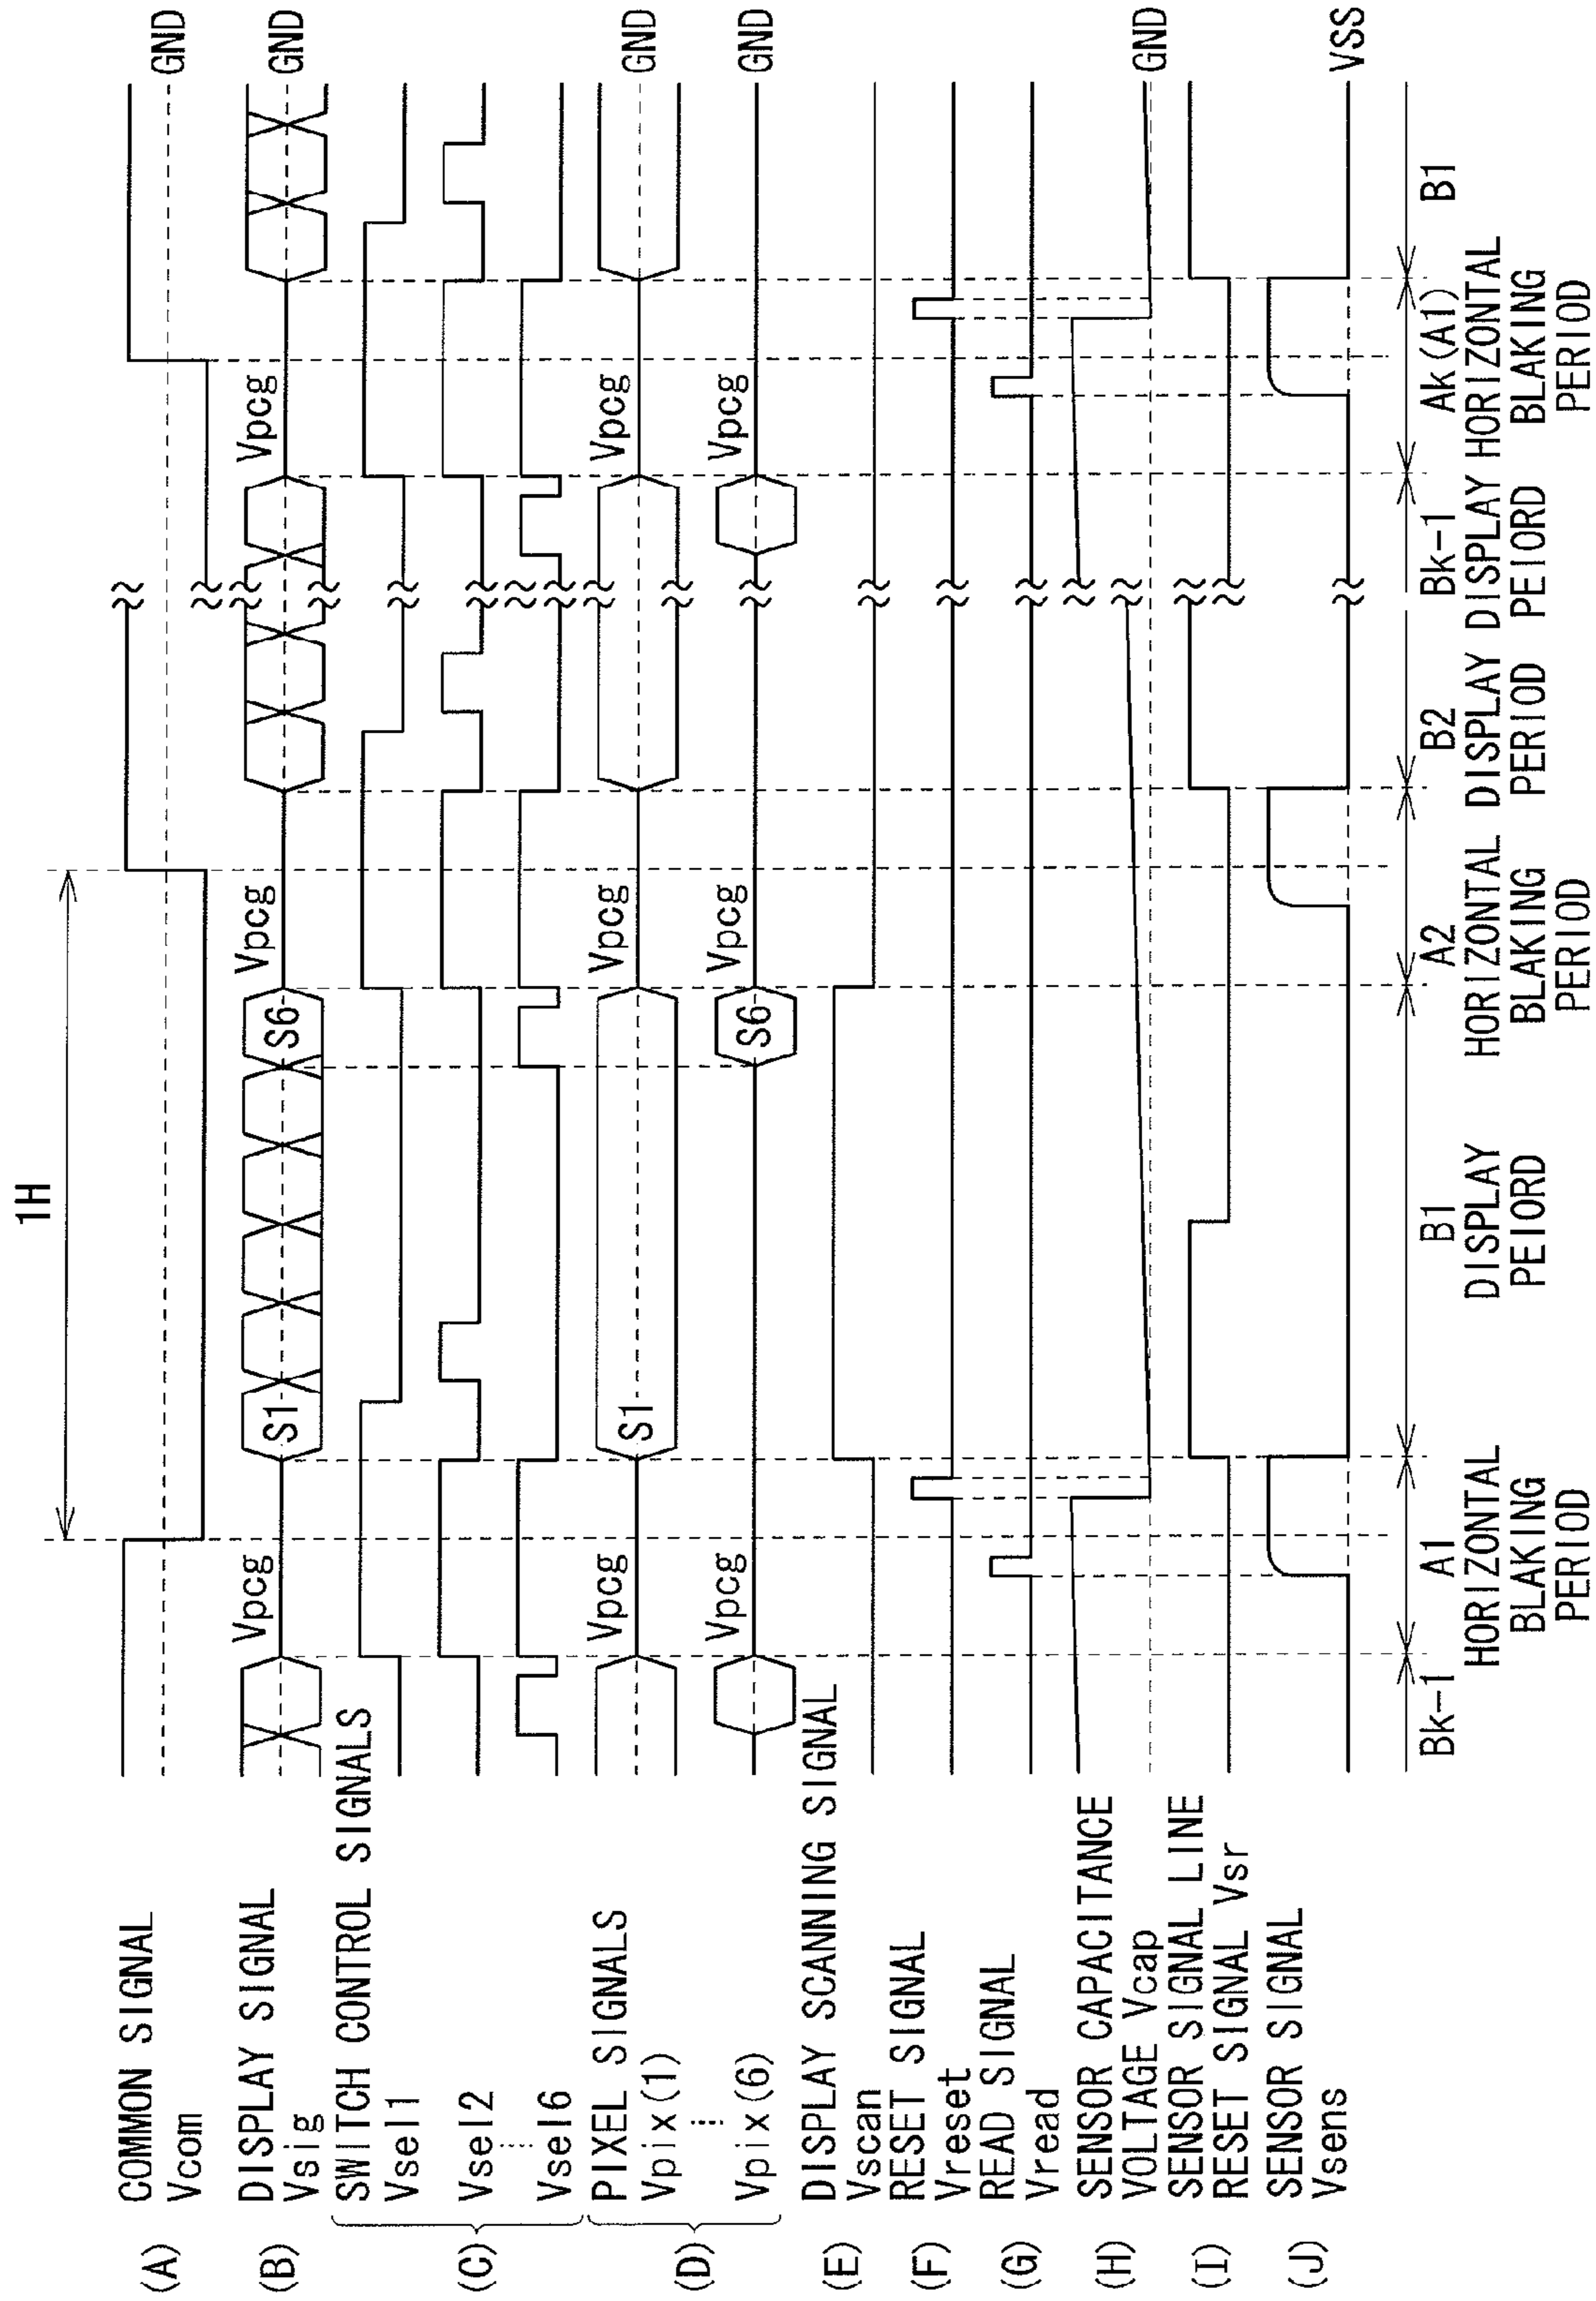 1H
(A) COMMON SIGNAL
Vcom
GND
(B) DISPLAY SIGNAL
Vsig
Vpcg
S1
S6
Vpcg
Vpcg
GND
(C)
SWITCH CONTROL SIGNALS
Vsel1
Vsel2
Vsel6
(D)
PIXEL SIGNALS
Vpix(1)
Vpcg
S1
Vpcg
Vpcg
GND
Vpix(6)
Vpcg
S6
Vpcg
Vpcg
GND
(E) DISPLAY SCANNING SIGNAL
Vscan
(F) RESET SIGNAL
Vreset
(G) READ SIGNAL
Vread
(H) SENSOR CAPACITANCE
VOLTAGE Vcap
GND
(I) SENSOR SIGNAL LINE
RESET SIGNAL Vsr
(J) SENSOR SIGNAL
Vsens
VSS
Bk-1
A1
HORIZONTAL
BLAKING
PERIOD
B1
DISPLAY
PEIORD
A2
HORIZONTAL
BLAKING
PERIOD
B2
DISPLAY
PERIOD
Bk-1
DISPLAY
PEIORD
Ak(A1)
HORIZONTAL
BLAKING
PERIOD
B1